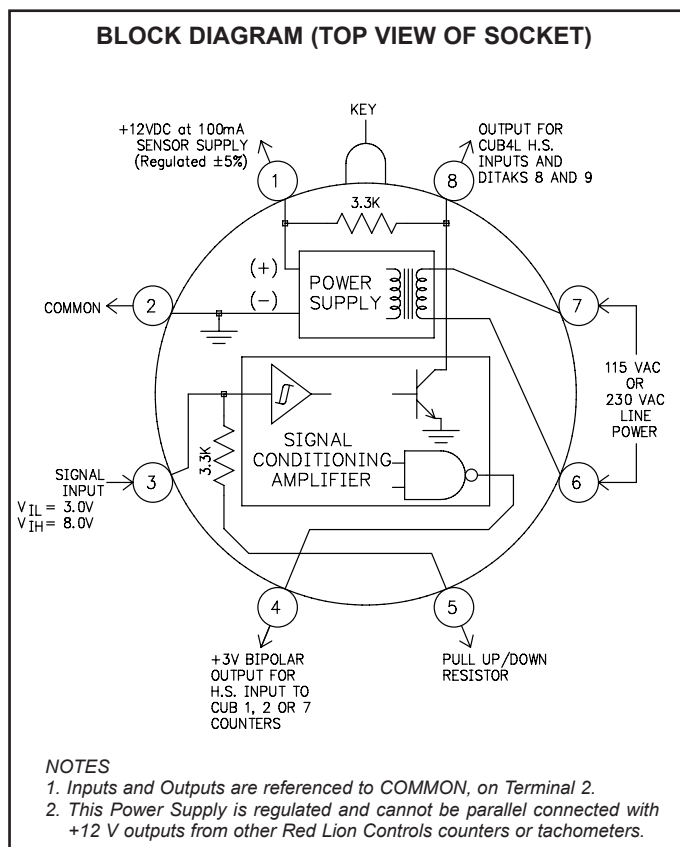 BLOCK DIAGRAM (TOP VIEW OF SOCKET)
KEY
+12VDC at 100mA
SENSOR SUPPLY
(Regulated ±5%)
OUTPUT FOR
CUB4L H.S.
INPUTS AND
DITAKS 8 AND 9
1
8
3.3K
(+)
(-)
POWER
SUPPLY
COMMON
2
7
115 VAC
OR
230 VAC
LINE
POWER
SIGNAL
CONDITIONING
AMPLIFIER
3.3K
SIGNAL
INPUT
VIL = 3.0V
VIH = 8.0V
3
6
4
5
+3V BIPOLAR
OUTPUT FOR
H.S. INPUT TO
CUB 1, 2 OR 7
COUNTERS
PULL UP/DOWN
RESISTOR
NOTES
1. Inputs and Outputs are referenced to COMMON, on Terminal 2.
2. This Power Supply is regulated and cannot be parallel connected with
+12 V outputs from other Red Lion Controls counters or tachometers.